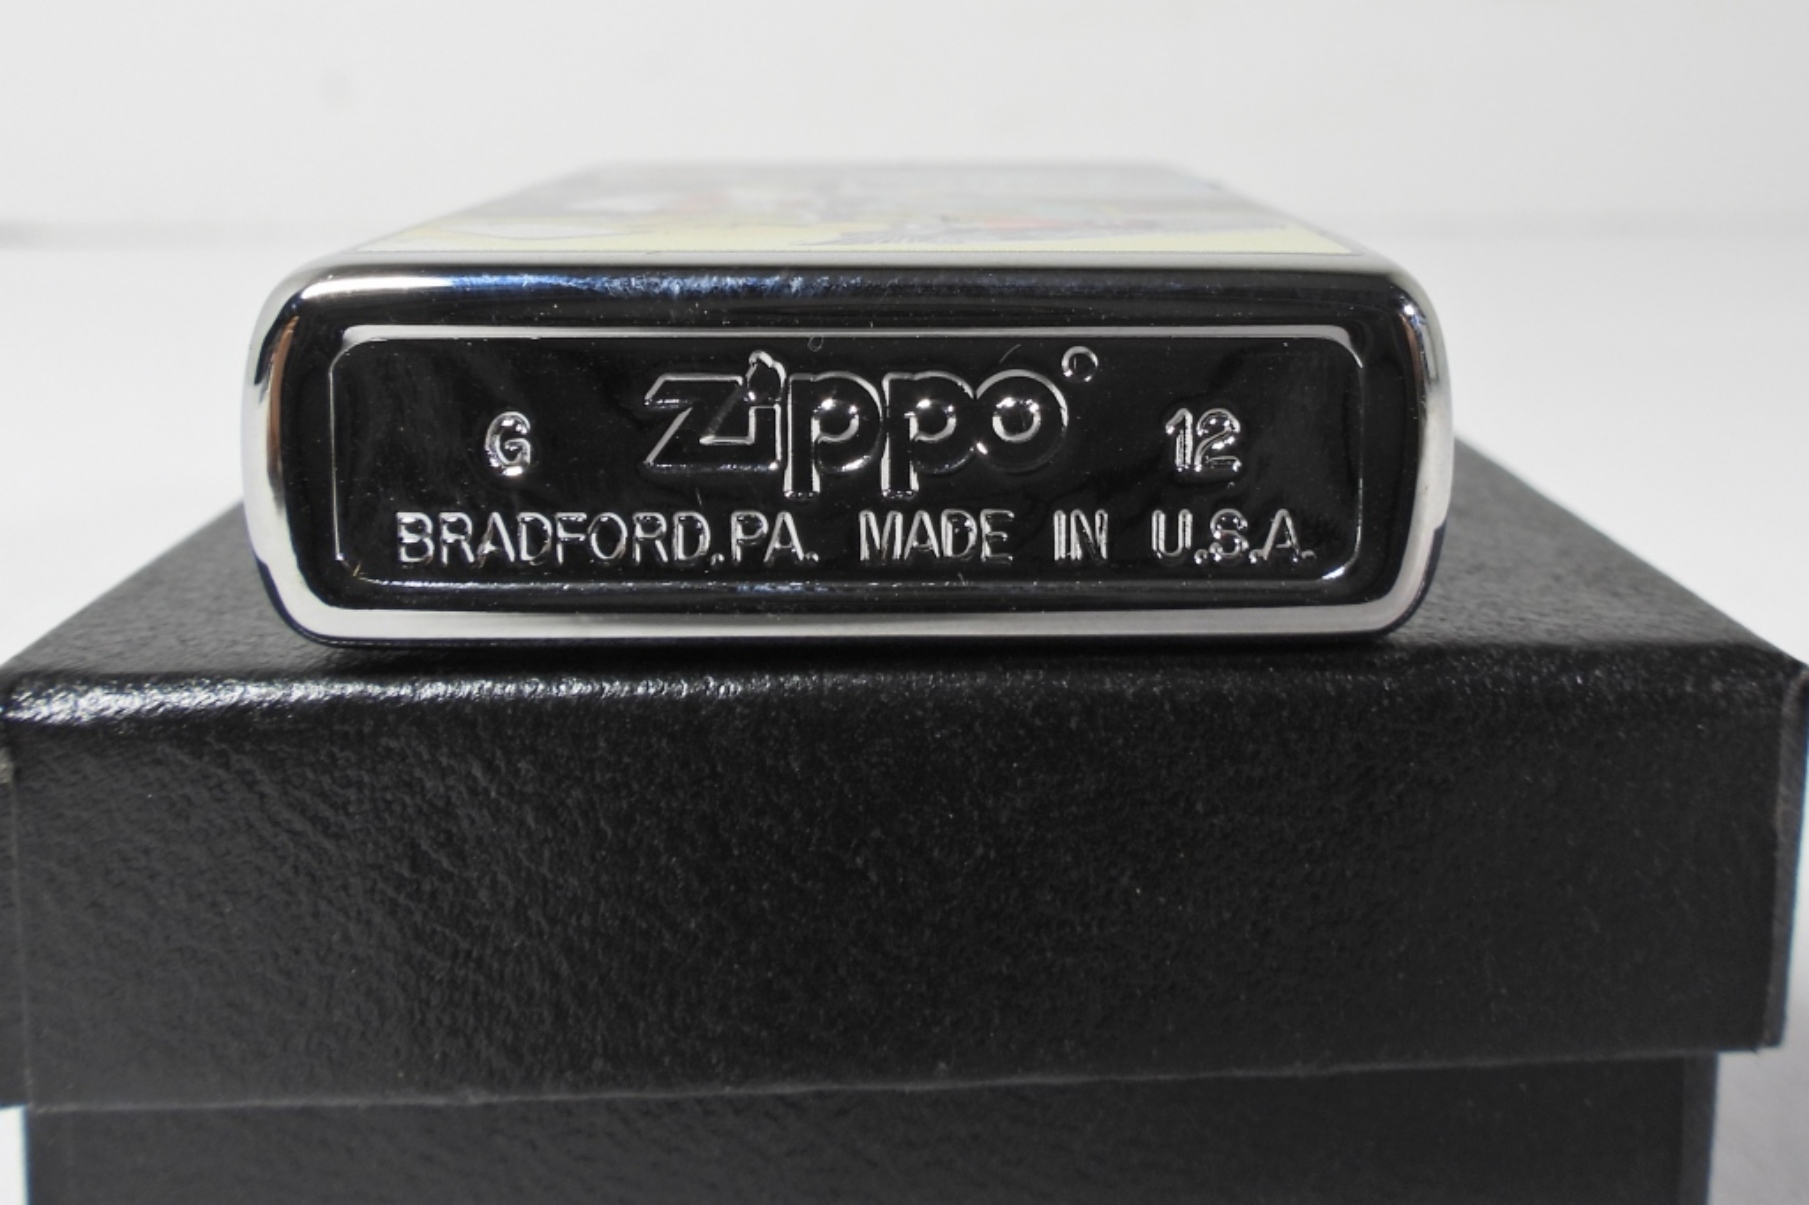 G zippo® 12
BRADFORD, PA. MADE IN U.S.A.